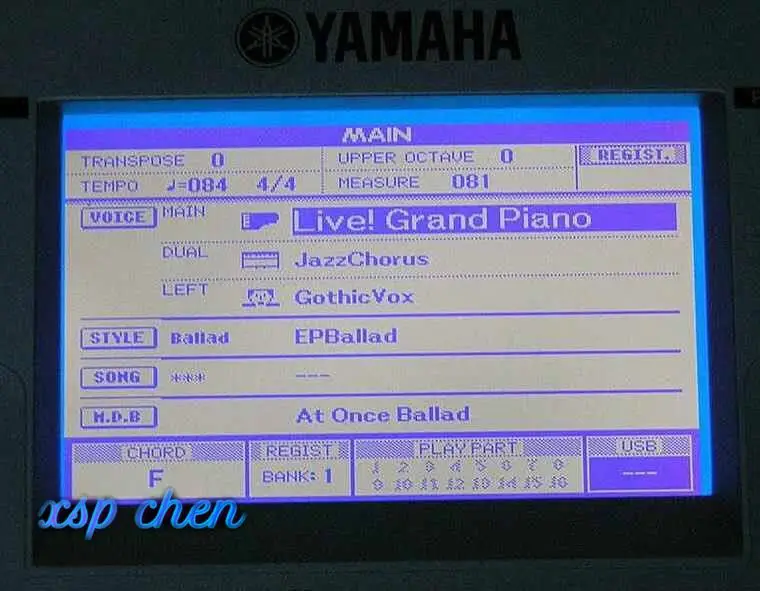 YAMAHA
MAIN
TRANSPOSE 0 UPPER OCTAVE 0 REGIST.
TEMPO ♩=084 4/4 MEASURE 081
VOICE MAIN Live! Grand Piano
DUAL JazzChorus
LEFT GothicVox
STYLE Ballad EPBallad
SONG *** ---
M.D.B At Once Ballad
CHORD REGIST PLAY PART USB
F BANK: 1 1 2 3 4 5 6 7 8 ---
9 10 11 12 13 14 15 16
xsp chen